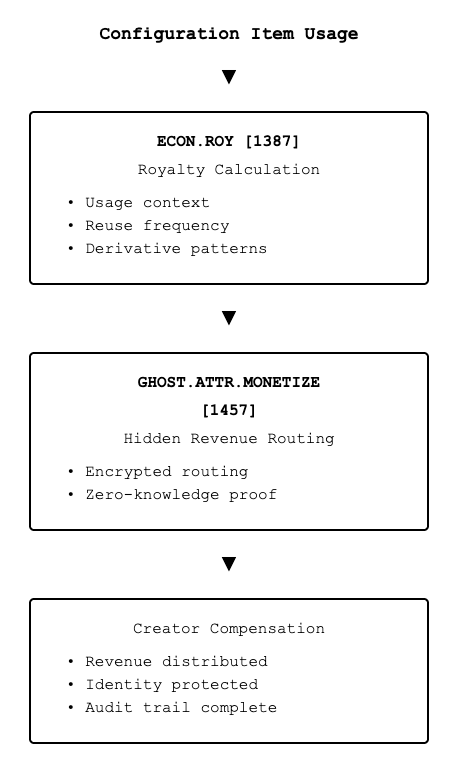 Configuration Item Usage
ECON.ROY [1387]
Royalty Calculation
• Usage context
• Reuse frequency
• Derivative patterns
GHOST.ATTR.MONETIZE
[1457]
Hidden Revenue Routing
• Encrypted routing
• Zero-knowledge proof
Creator Compensation
• Revenue distributed
• Identity protected
• Audit trail complete